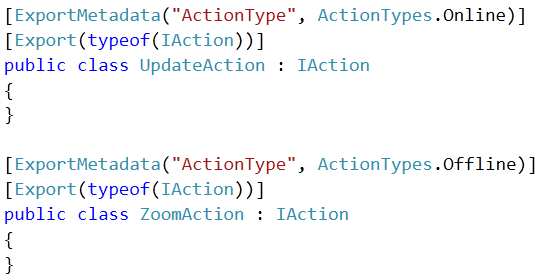 [ExportMetadata("ActionType", ActionTypes.Online)]
[Export(typeof(IAction))]
public class UpdateAction : IAction
{
}
[ExportMetadata("ActionType", ActionTypes.Offline)]
[Export(typeof(IAction))]
public class ZoomAction : IAction
{
}